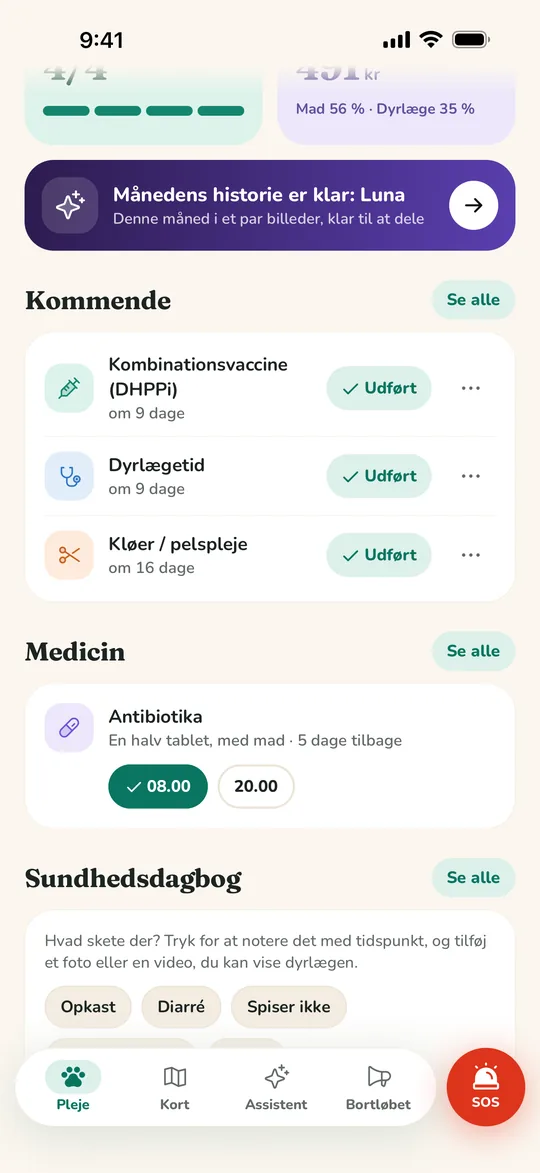 9:41
4/4
491 kr
Mad 56 % · Dyrlæge 35 %
Månedens historie er klar: Luna
Denne måned i et par billeder, klar til at dele
Kommende
Se alle
Kombinationsvaccine
(DHPPi)
om 9 dage
Udført
Dyrlægetid
om 9 dage
Udført
Kløer / pelspleje
om 16 dage
Udført
Medicin
Se alle
Antibiotika
En halv tablet, med mad · 5 dage tilbage
08.00
20.00
Sundhedsdagbog
Se alle
Hvad skete der? Tryk for at notere det med tidspunkt, og tilføj
et foto eller en video, du kan vise dyrlægen.
Opkast
Diarré
Spiser ikke
Pleje
Kort
Assistent
Bortløbet
SOS